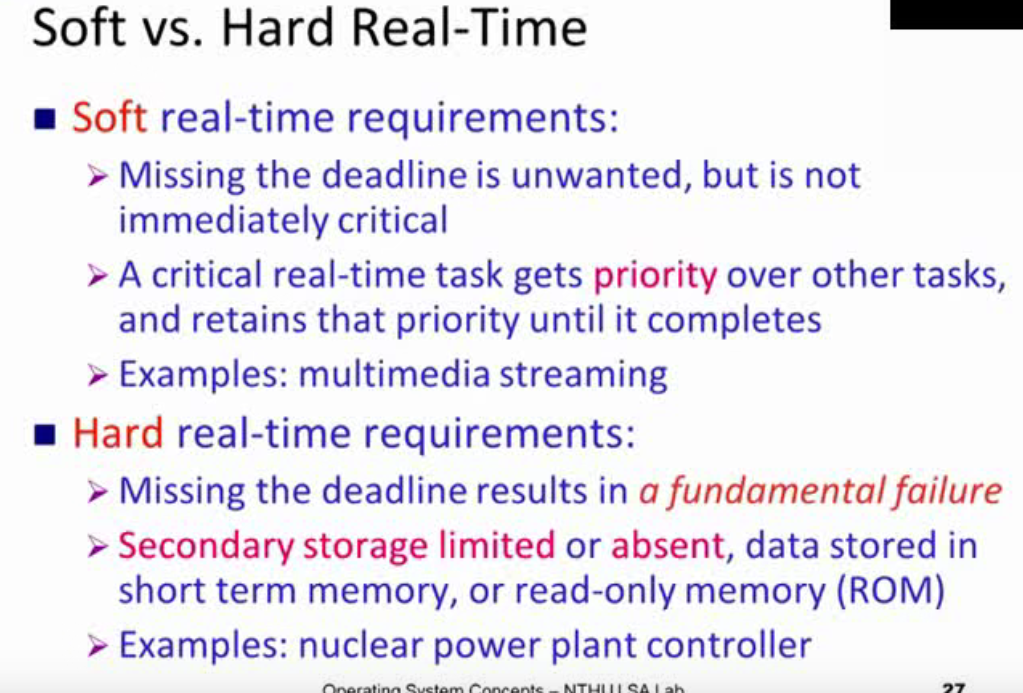 Soft vs. Hard Real-Time
Soft real-time requirements:
Missing the deadline is unwanted, but is not
immediately critical
A critical real-time task gets priority over other tasks,
and retains that priority until it completes
Examples: multimedia streaming
Hard real-time requirements:
Missing the deadline results in a fundamental failure
Secondary storage limited or absent, data stored in
short term memory, or read-only memory (ROM)
Examples: nuclear power plant controller
Operating System Concepts – NTHU LSA Lab
27